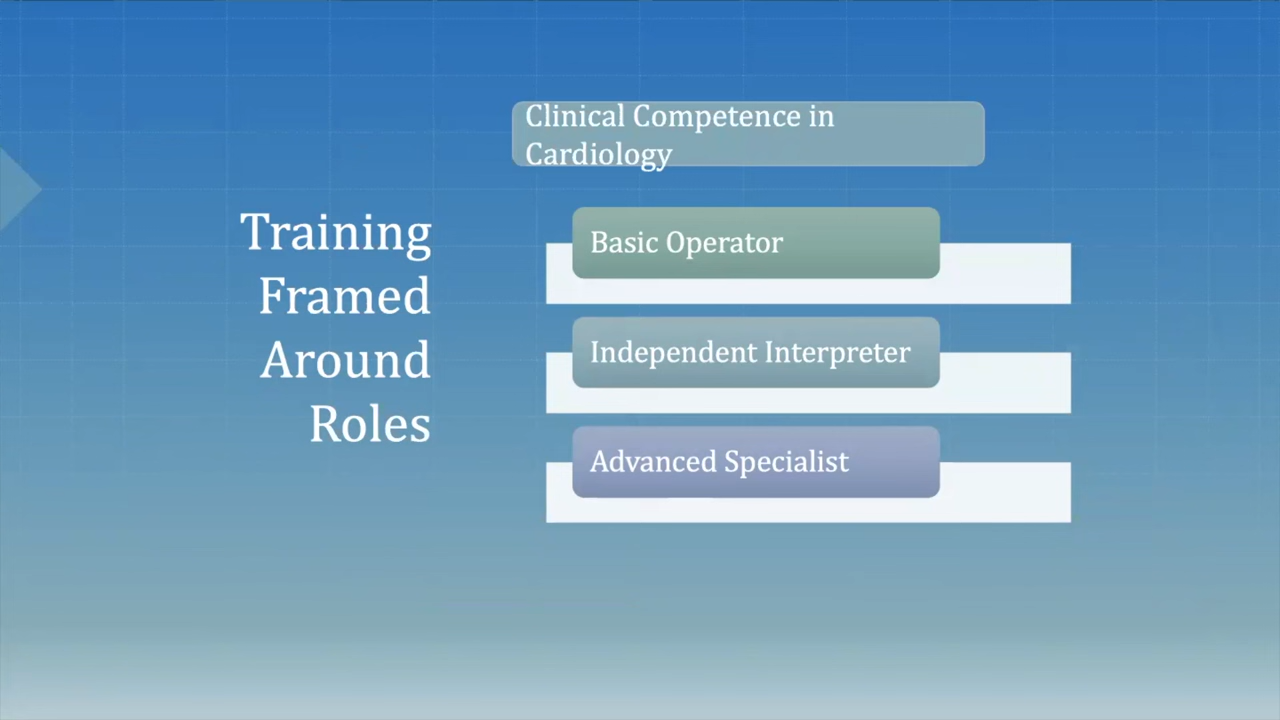 Training
Framed
Around
Roles
Clinical Competence in
Cardiology
Basic Operator
Independent Interpreter
Advanced Specialist